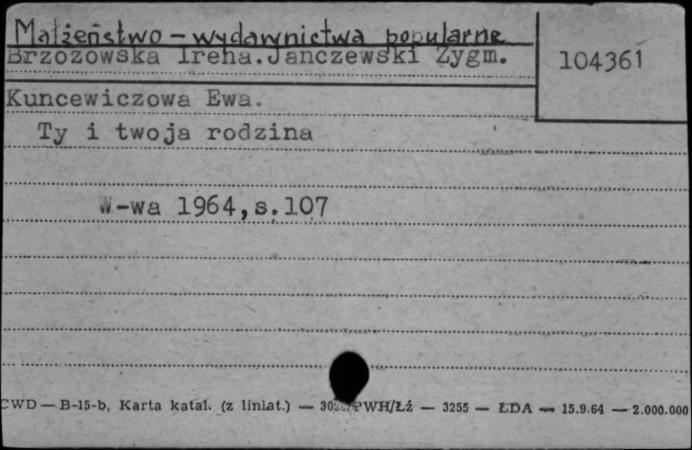 Małżeństwo – wydawnictwa popularne
Brzozowska Irena. Janczewski Zygm.
104361
Kuncewiczowa Ewa.
Ty i twoja rodzina
W-wa 1964, s. 107
CWD — B-15-b, Karta katal. (z liniat.) — PWH/Łź — 3255 — ŁDA — 15.9.64 — 2.000.000